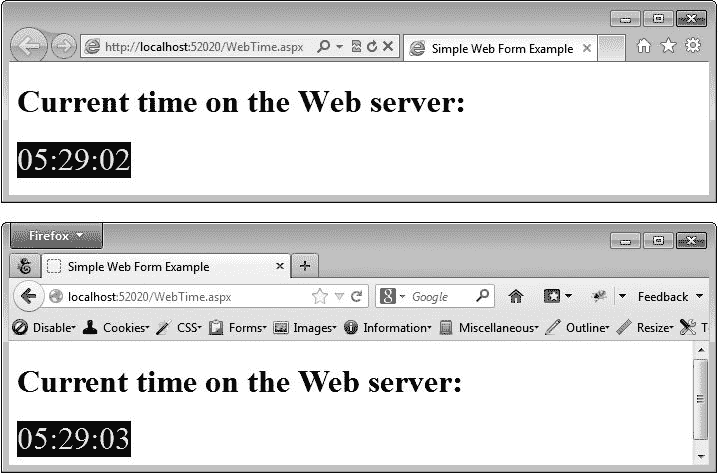 http://localhost:52020/WebTime.aspx
Simple Web Form Example
Current time on the Web server:
05:29:02
Firefox
Simple Web Form Example
localhost:52020/WebTime.aspx
Google
Feedback
Disable Cookies CSS Forms Images Information Miscellaneous Outline Resize T
Current time on the Web server:
05:29:03